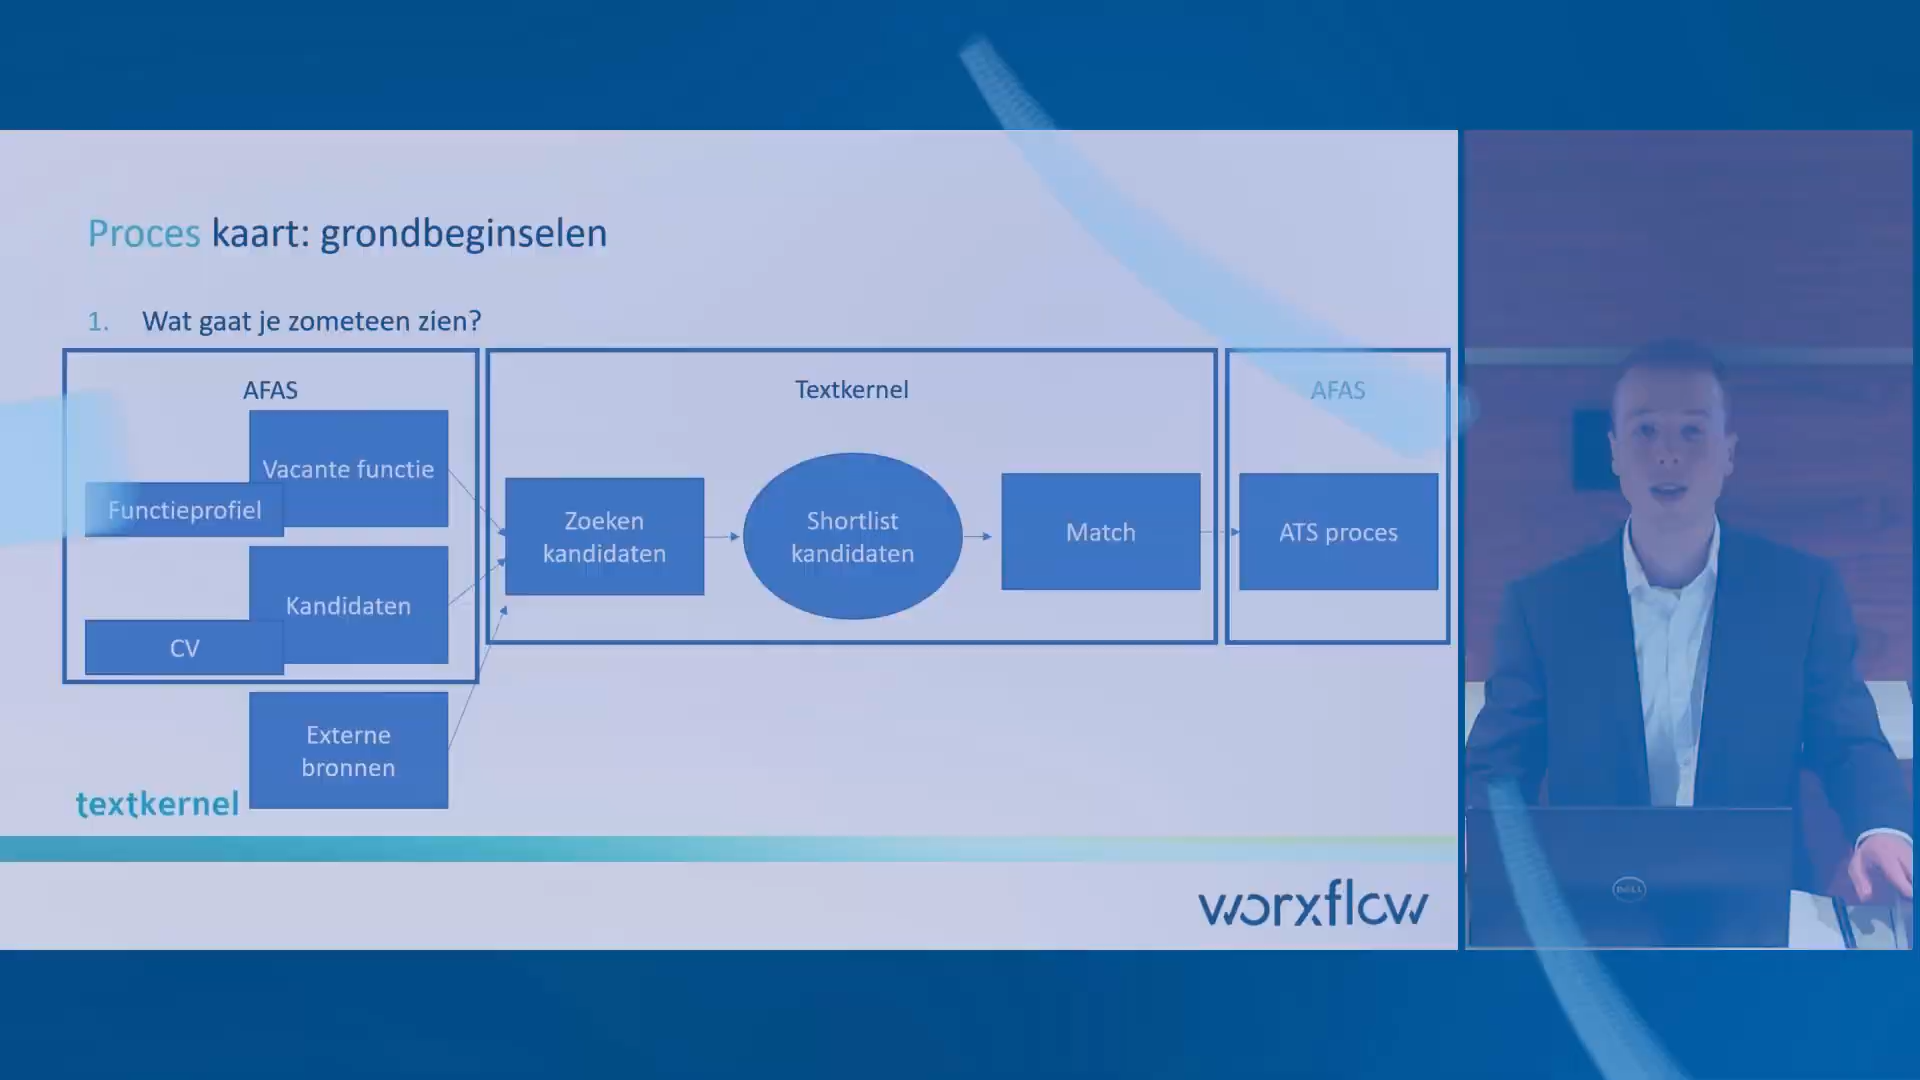 Proces kaart: grondbeginselen
1. Wat gaat je zometeen zien?
AFAS
Vacante functie
Functieprofiel
Kandidaten
CV
Externe
bronnen
Textkernel
Zoeken
kandidaten
Shortlist
kandidaten
Match
AFAS
ATS proces
textkernel
worxflow
DELL